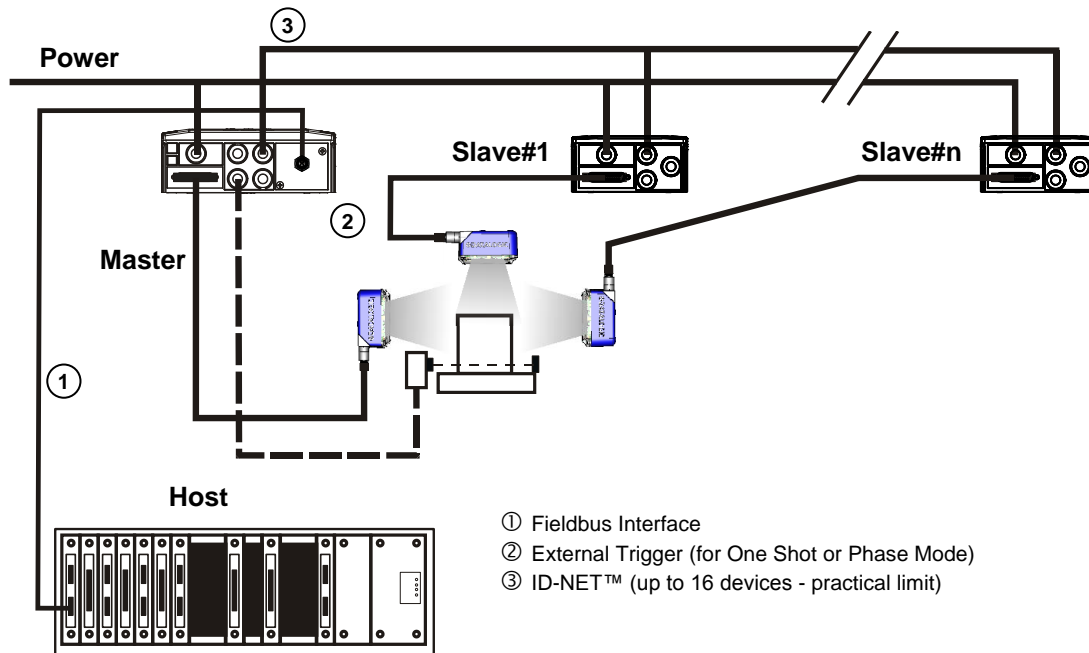 ③
Power
Slave#1
Slave#n
②
Master
①
Host
① Fieldbus Interface
② External Trigger (for One Shot or Phase Mode)
③ ID-NET™ (up to 16 devices - practical limit)